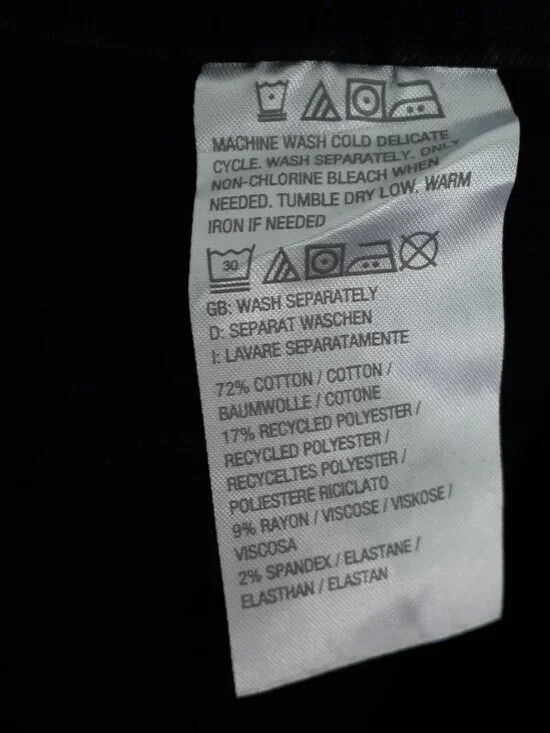 MACHINE WASH COLD DELICATE
CYCLE. WASH SEPARATELY. ONLY
NON-CHLORINE BLEACH WHEN
NEEDED. TUMBLE DRY LOW. WARM
IRON IF NEEDED
30
GB: WASH SEPARATELY
D: SEPARAT WASCHEN
I: LAVARE SEPARATAMENTE
72% COTTON / COTTON /
BAUMWOLLE / COTONE
17% RECYCLED POLYESTER /
RECYCLED POLYESTER /
RECYCELTES POLYESTER /
POLIESTERE RICICLATO
9% RAYON / VISCOSE / VISKOSE /
VISCOSA
2% SPANDEX / ELASTANE /
ELASTHAN / ELASTAN